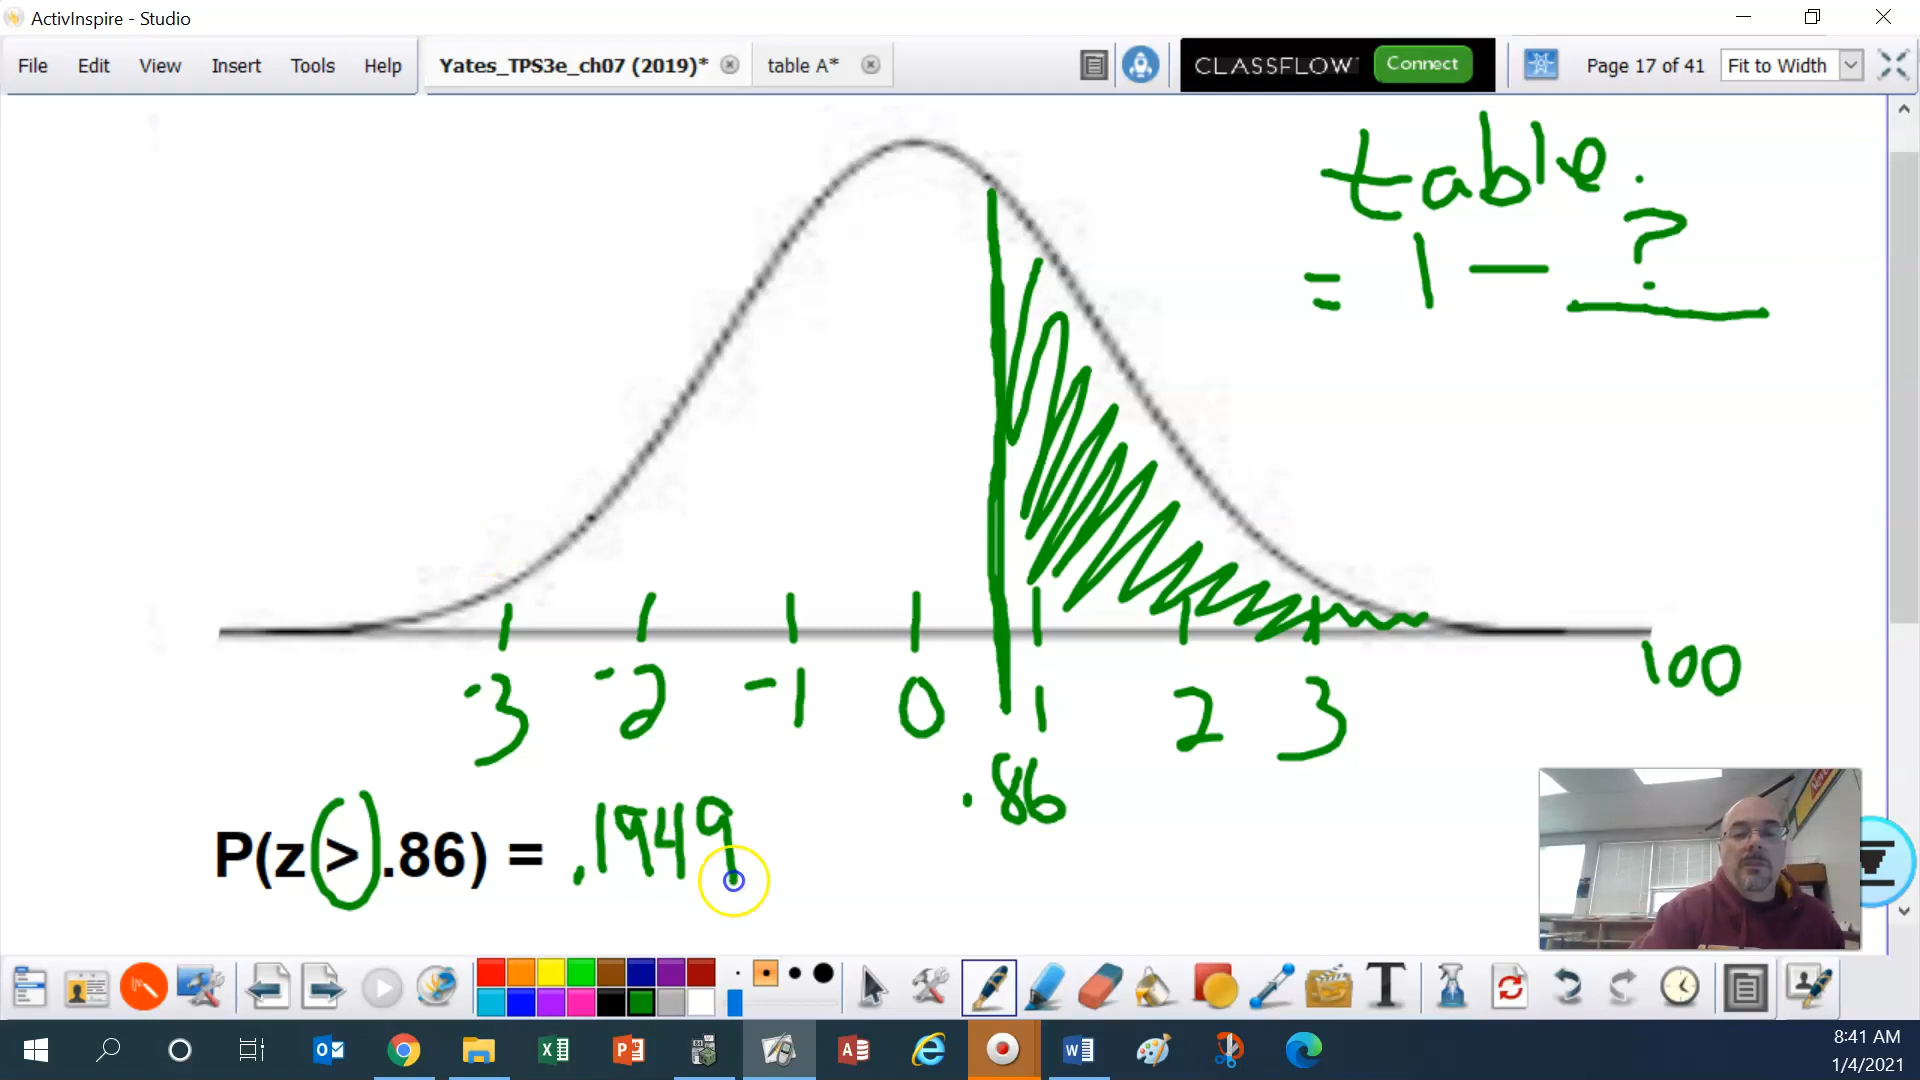 ActivInspire - Studio
File Edit View Insert Tools Help Yates_TPS3e_ch07 (2019)* table A* CLASSFLOW Connect Page 17 of 41 Fit to Width
table.
= 1 - ?
-3 -2 -1 0 1 2 3 100
.86
P(z > .86) = .1949
8:41 AM
1/4/2021